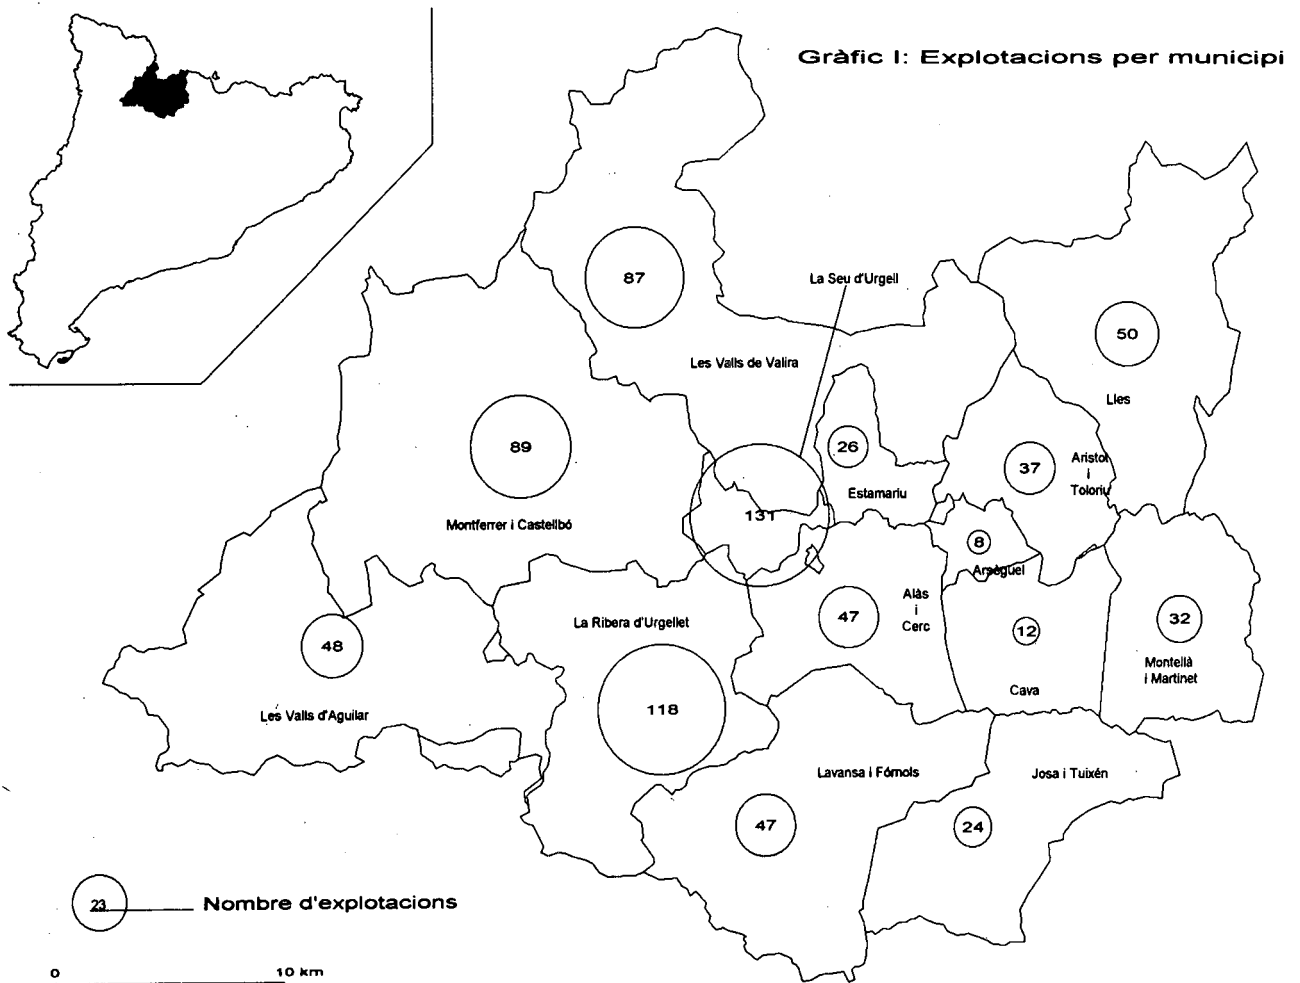 Gràfic I: Explotacions per municipi
La Seu d'Urgell
87
50
Les Valls de Valira
Lles
89
26
37
Aristot
i
Toloriu
Estamariu
131
Montferrer i Castellbó
8
Arsèguel
Alàs
i
Cerc
47
12
32
La Ribera d'Urgellet
48
Montellà
i Martinet
Cava
118
Les Valls d'Aguilar
Lavansa i Fórnols
Josa i Tuixén
47
24
23
Nombre d'explotacions
0
10 km